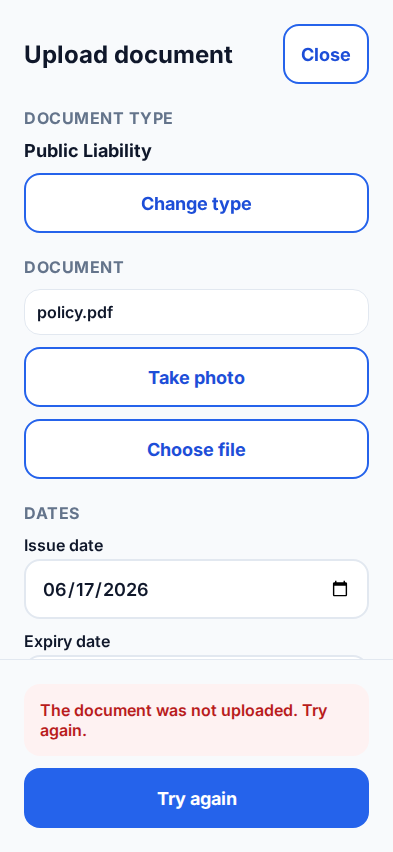 Upload document
Close
DOCUMENT TYPE
Public Liability
Change type
DOCUMENT
policy.pdf
Take photo
Choose file
DATES
Issue date
06/17/2026
Expiry date
The document was not uploaded. Try
again.
Try again